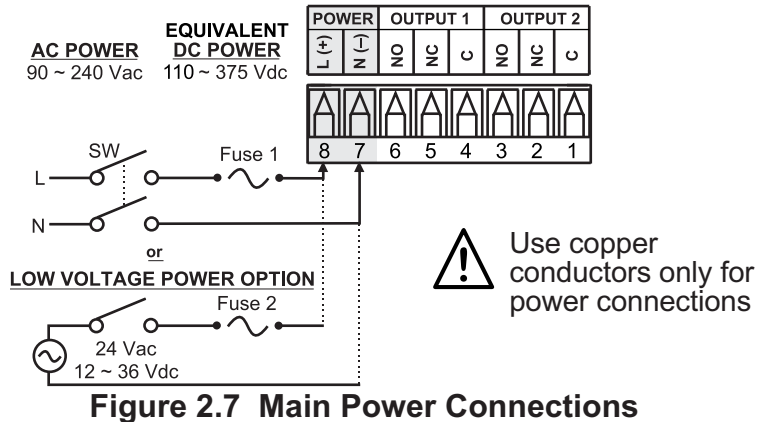 POWER OUTPUT 1 OUTPUT 2
L (+) N (–) NO NC C NO NC C
AC POWER
90 ~ 240 Vac
EQUIVALENT
DC POWER
110 ~ 375 Vdc
8 7 6 5 4 3 2 1
SW
Fuse 1
L
N
or
LOW VOLTAGE POWER OPTION
Fuse 2
24 Vac
12 ~ 36 Vdc
Use copper
conductors only for
power connections
Figure 2.7 Main Power Connections